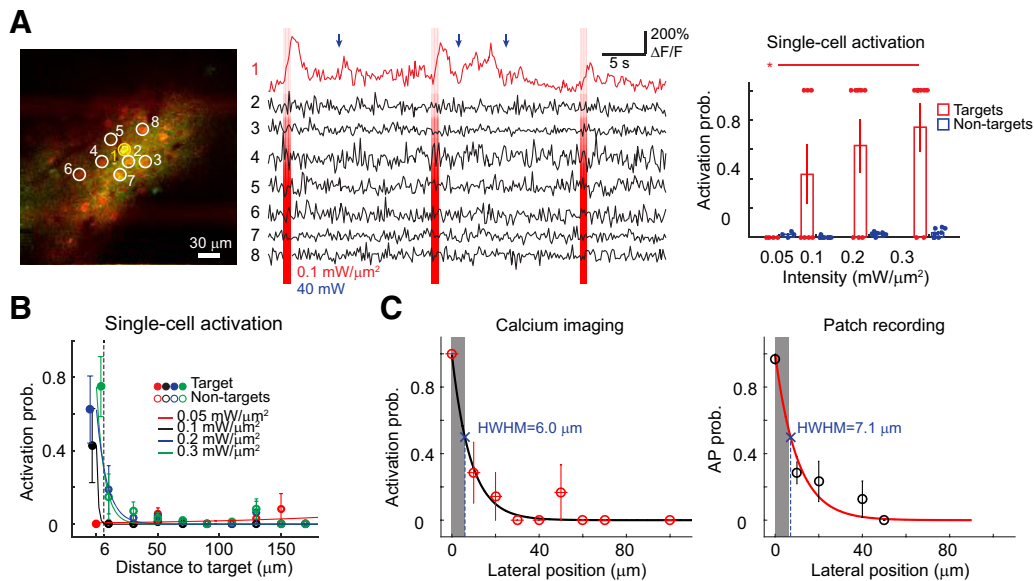 A
8
5
4
1
2
3
6
7
30 µm
1
2
3
4
5
6
7
8
200%
ΔF/F
5 s
0.1 mW/µm²
40 mW
Single-cell activation
*
Activation prob.
0.8
0.4
0
Targets
Non-targets
0.05 0.1 0.2 0.3
Intensity (mW/µm²)
B
Single-cell activation
Activation prob.
0.8
0.4
0
Target
Non-targets
0.05 mW/µm²
0.1 mW/µm²
0.2 mW/µm²
0.3 mW/µm²
6 50 100 150
Distance to target (µm)
C
Calcium imaging
Activation prob.
0.8
0.4
0
HWHM=6.0 µm
0 40 80
Lateral position (µm)
Patch recording
AP prob.
0.8
0.4
0
HWHM=7.1 µm
0 40 80
Lateral position (µm)